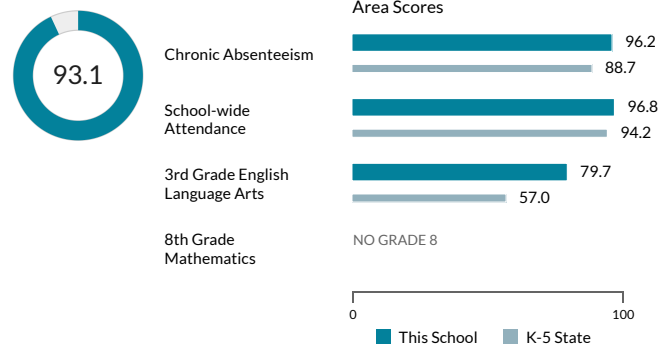 93.1
Area Scores
Chronic Absenteeism
96.2
88.7
School-wide
Attendance
96.8
94.2
3rd Grade English
Language Arts
79.7
57.0
8th Grade
Mathematics
NO GRADE 8
0
100
This School
K-5 State